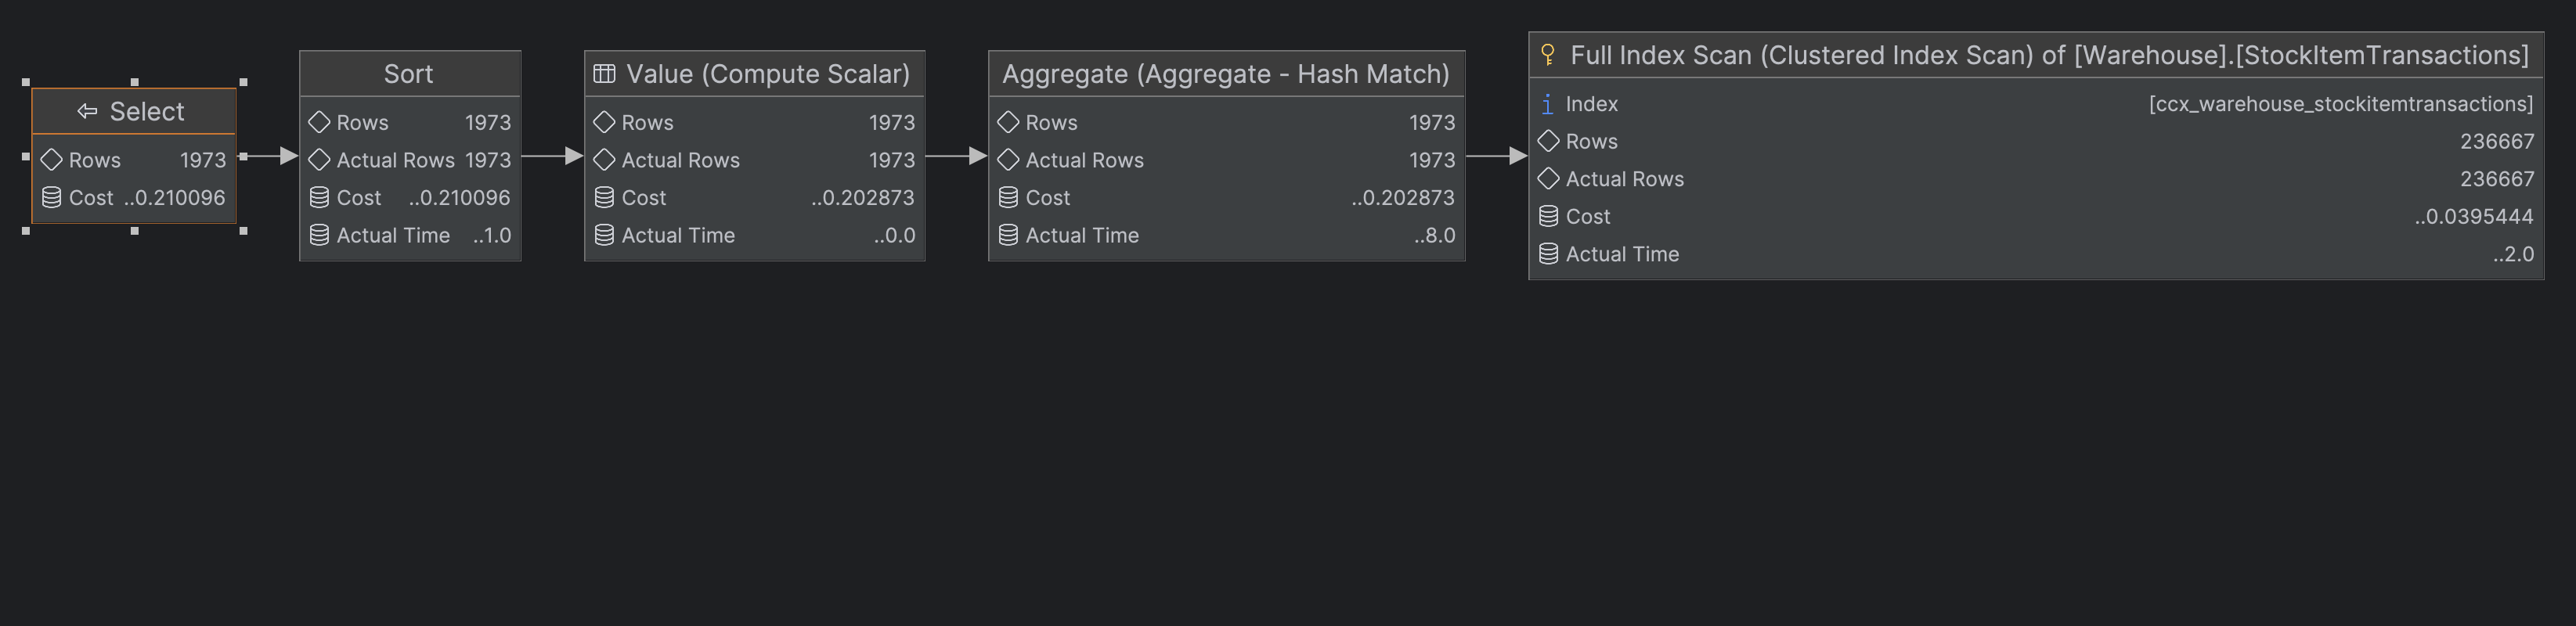 Select
Rows 1973
Cost ..0.210096
Sort
Rows 1973
Actual Rows 1973
Cost ..0.210096
Actual Time ..1.0
Value (Compute Scalar)
Rows 1973
Actual Rows 1973
Cost ..0.202873
Actual Time ..0.0
Aggregate (Aggregate - Hash Match)
Rows 1973
Actual Rows 1973
Cost ..0.202873
Actual Time ..8.0
Full Index Scan (Clustered Index Scan) of [Warehouse].[StockItemTransactions]
i Index [ccx_warehouse_stockitemtransactions]
Rows 236667
Actual Rows 236667
Cost ..0.0395444
Actual Time ..2.0